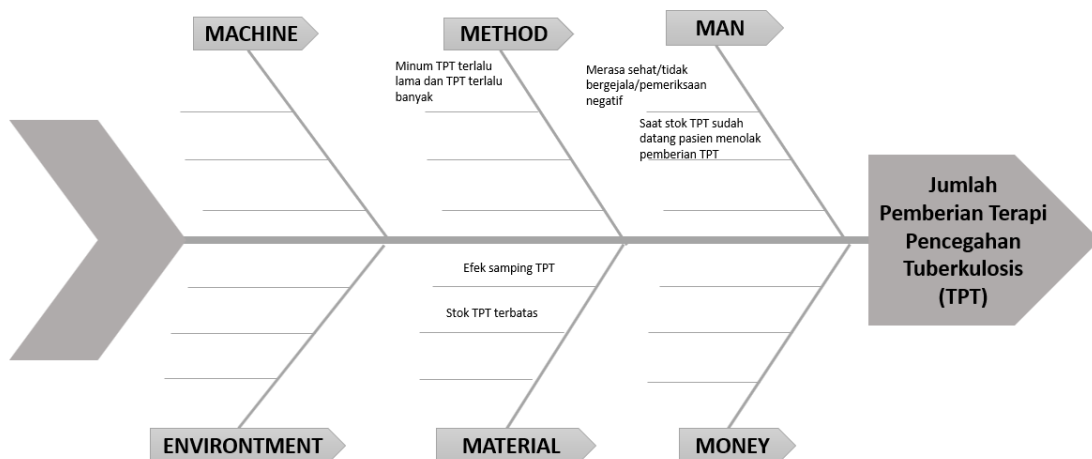 MACHINE
METHOD
MAN
Minum TPT terlalu
lama dan TPT terlalu
banyak
Merasa sehat/tidak
bergejala/pemeriksaan
negatif
Saat stok TPT sudah
datang pasien menolak
pemberian TPT
Jumlah
Pemberian Terapi
Pencegahan
Tuberkulosis
(TPT)
Efek samping TPT
Stok TPT terbatas
ENVIRONTMENT
MATERIAL
MONEY